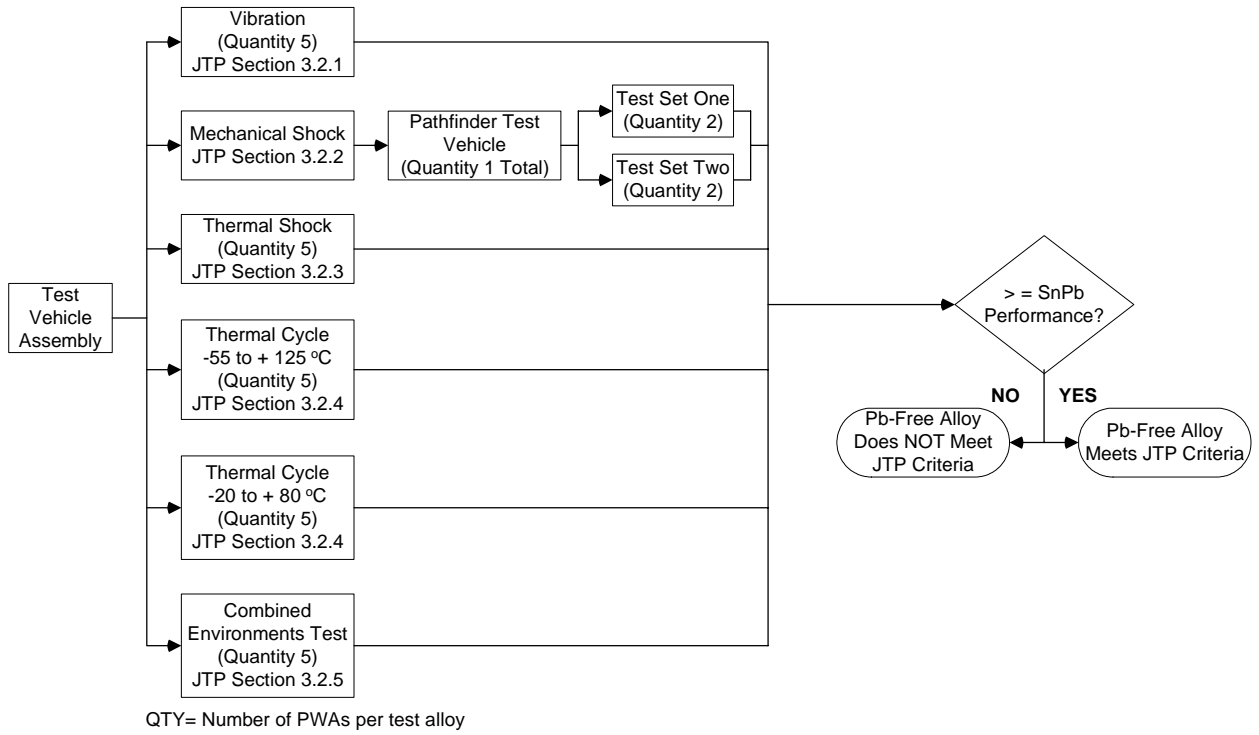 Vibration
(Quantity 5)
JTP Section 3.2.1
Mechanical Shock
JTP Section 3.2.2
Pathfinder Test
Vehicle
(Quantity 1 Total)
Test Set One
(Quantity 2)
Test Set Two
(Quantity 2)
Thermal Shock
(Quantity 5)
JTP Section 3.2.3
Test
Vehicle
Assembly
Thermal Cycle
-55 to + 125 ºC
(Quantity 5)
JTP Section 3.2.4
Thermal Cycle
-20 to + 80 ºC
(Quantity 5)
JTP Section 3.2.4
Combined
Environments Test
(Quantity 5)
JTP Section 3.2.5
> = SnPb
Performance?
NO
YES
Pb-Free Alloy
Does NOT Meet
JTP Criteria
Pb-Free Alloy
Meets JTP Criteria
QTY= Number of PWAs per test alloy